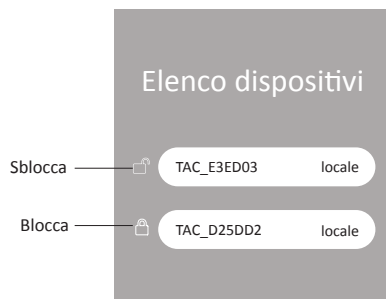 Elenco dispositivi
Sblocca
TAC_E3ED03 locale
Blocca
TAC_D25DD2 locale